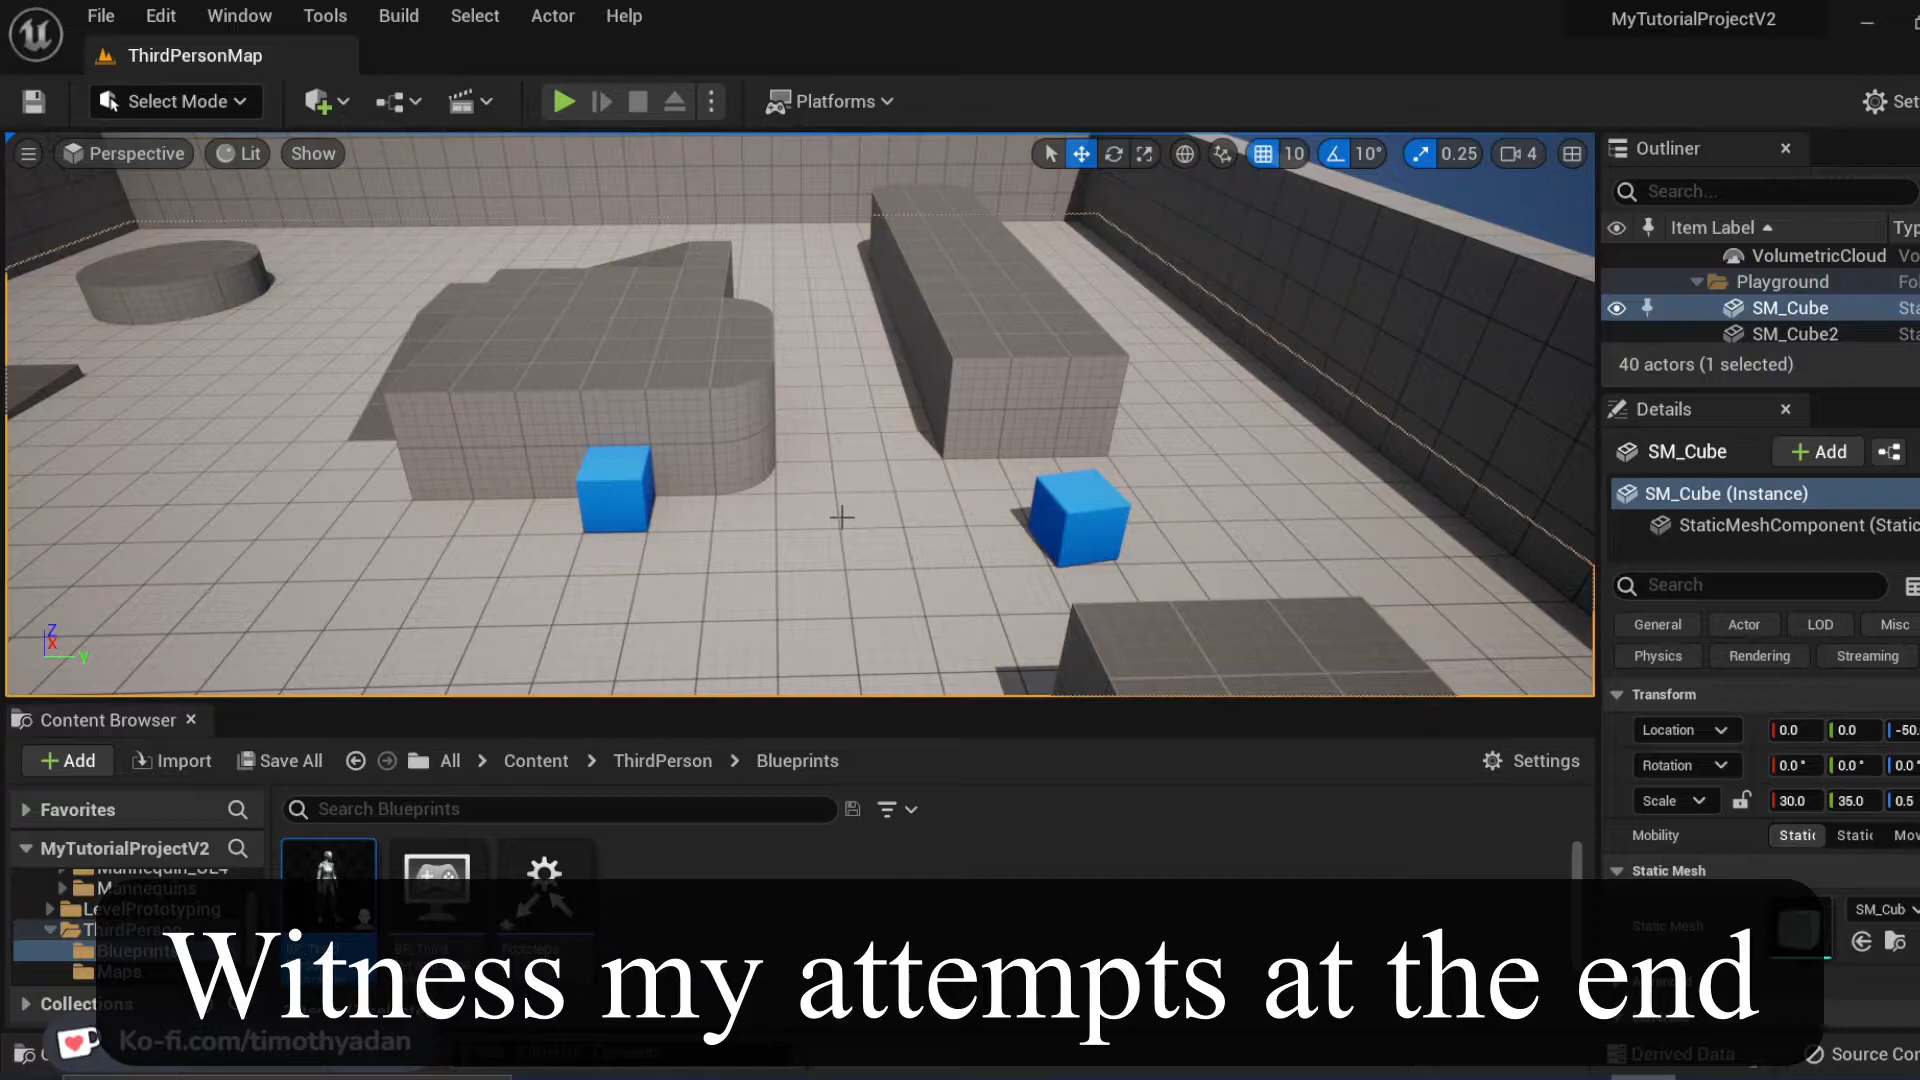 File Edit Window Tools Build Select Actor Help
MyTutorialProjectV2
ThirdPersonMap
Select Mode
Platforms
Set
Perspective Lit Show
10 10° 0.25 4
Outliner
Search...
Item Label Typ
VolumetricCloud Vo
Playground Fol
SM_Cube Sta
SM_Cube2 Sta
40 actors (1 selected)
Details
SM_Cube + Add
SM_Cube (Instance)
StaticMeshComponent (Static
Search
General Actor LOD Misc
Physics Rendering Streaming
Transform
Location 0.0 0.0 -50.
Rotation 0.0° 0.0° 0.0°
Scale 30.0 35.0 0.5
Mobility Static Static Mov
Static Mesh
Static Mesh SM_Cub
Z
X
Y
Content Browser
+ Add Import Save All All > Content > ThirdPerson > Blueprints Settings
Favorites
Search Blueprints
MyTutorialProjectV2
Mannequin_UE4
Mannequins
LevelPrototyping
ThirdPerson
Blueprints
Maps
Collections
Witness my attempts at the end
Ko-fi.com/timothyadan
Derived Data Source Con